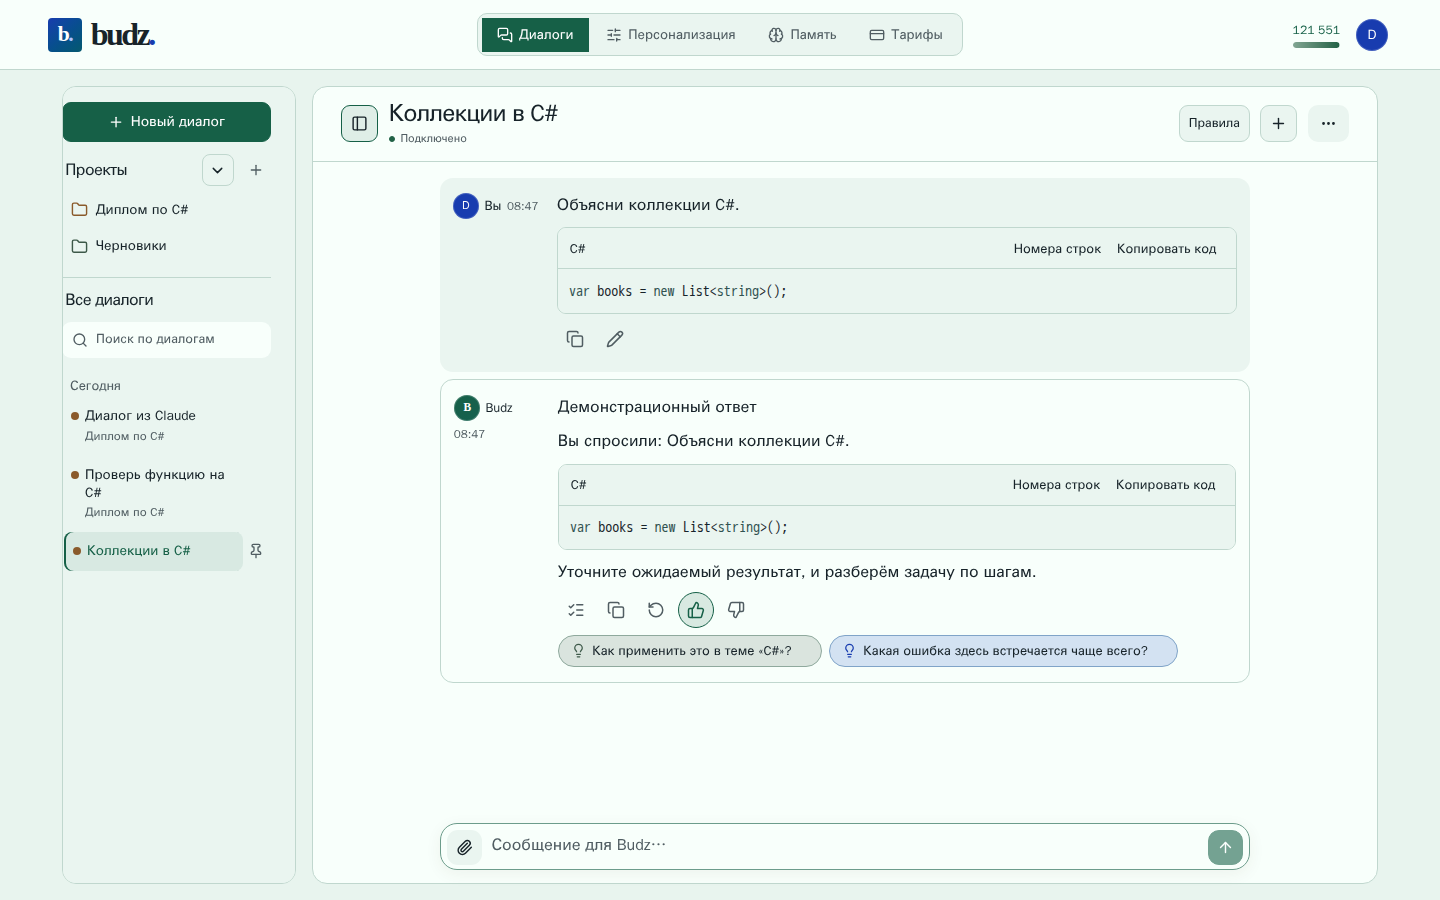 b. budz.
Диалоги
Персонализация
Память
Тарифы
121 551
D
Новый диалог
Проекты
Диплом по C#
Черновики
Все диалоги
Поиск по диалогам
Сегодня
Диалог из Claude
Диплом по C#
Проверь функцию на
C#
Диплом по C#
Коллекции в C#
Коллекции в C#
Подключено
Правила
D Вы 08:47
Объясни коллекции C#.
C#
Номера строк
Копировать код
var books = new List<string>();
B Budz
08:47
Демонстрационный ответ
Вы спросили: Объясни коллекции C#.
C#
Номера строк
Копировать код
var books = new List<string>();
Уточните ожидаемый результат, и разберём задачу по шагам.
Как применить это в теме «C#»?
Какая ошибка здесь встречается чаще всего?
Сообщение для Budz…